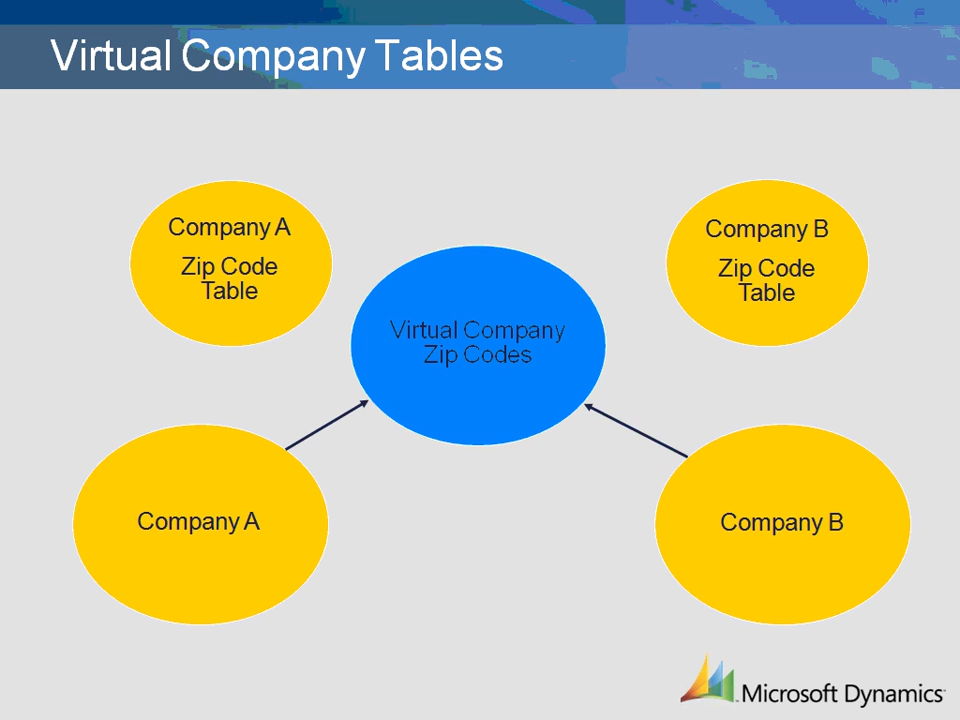 Virtual Company Tables
Company A
Zip Code
Table
Company B
Zip Code
Table
Virtual Company
Zip Codes
Company A
Company B
Microsoft Dynamics